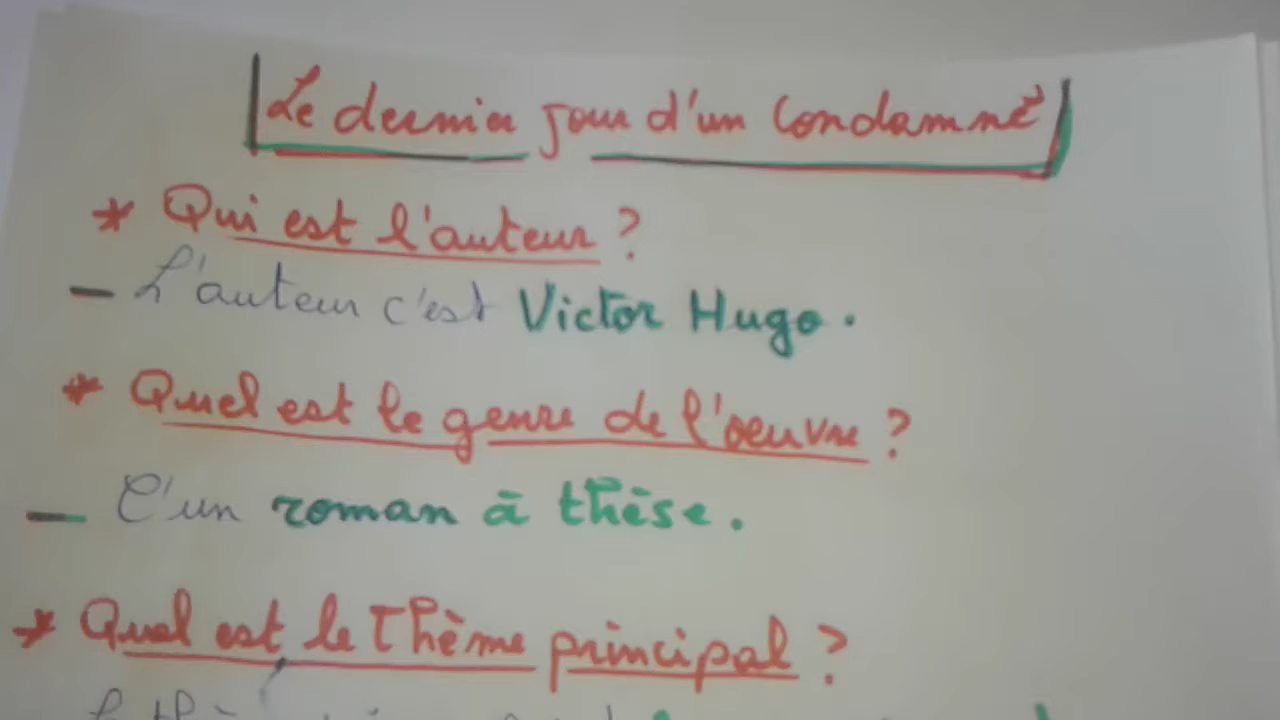 Le dernier jour d'un Condamné
* Qui est l'auteur ?
– L'auteur c'est Victor Hugo.
* Quel est le genre de l'oeuvre ?
– C'un roman à thèse.
* Quel est le thème principal ?